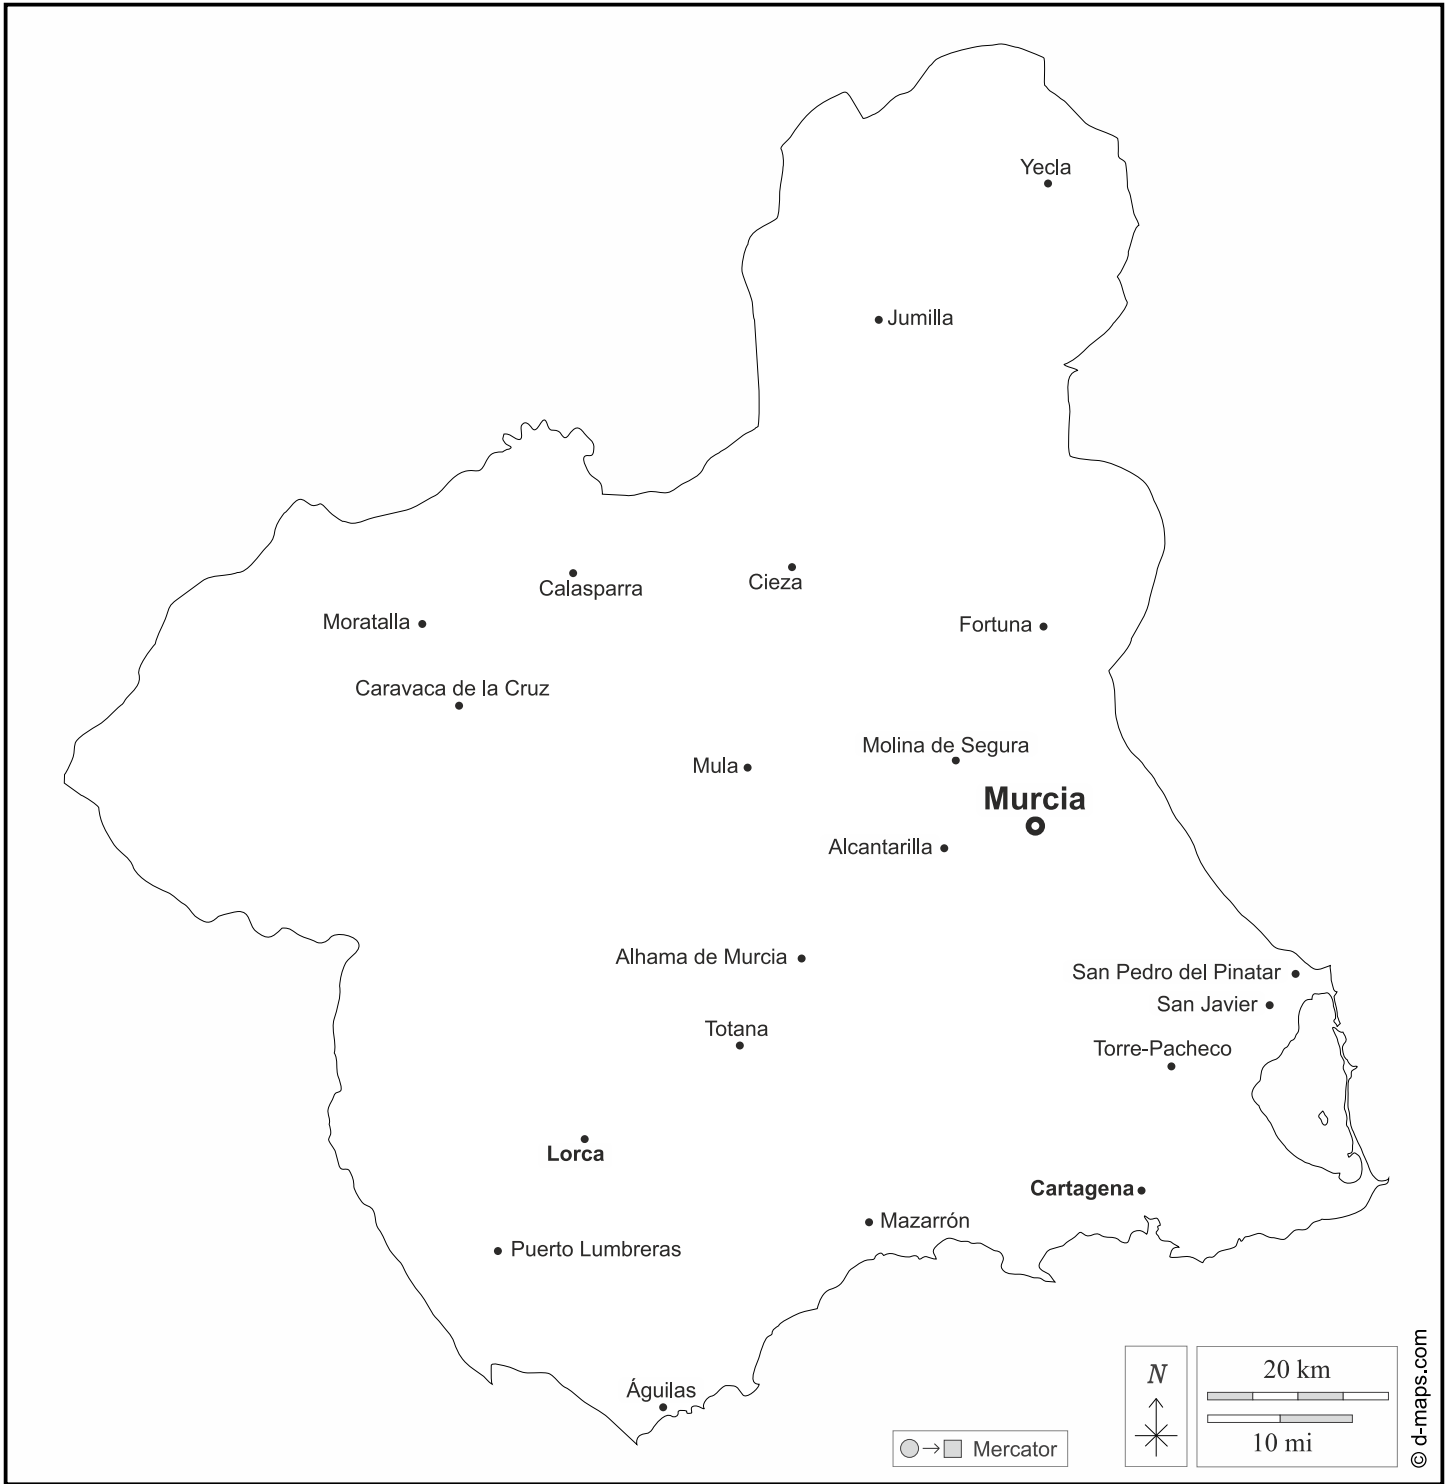 Yecla
Jumilla
Calasparra
Cieza
Moratalla
Fortuna
Caravaca de la Cruz
Molina de Segura
Mula
Murcia
Alcantarilla
Alhama de Murcia
San Pedro del Pinatar
San Javier
Totana
Torre-Pacheco
Lorca
Cartagena
Mazarrón
Puerto Lumbreras
Águilas
N
20 km
10 mi
Mercator
© d-maps.com